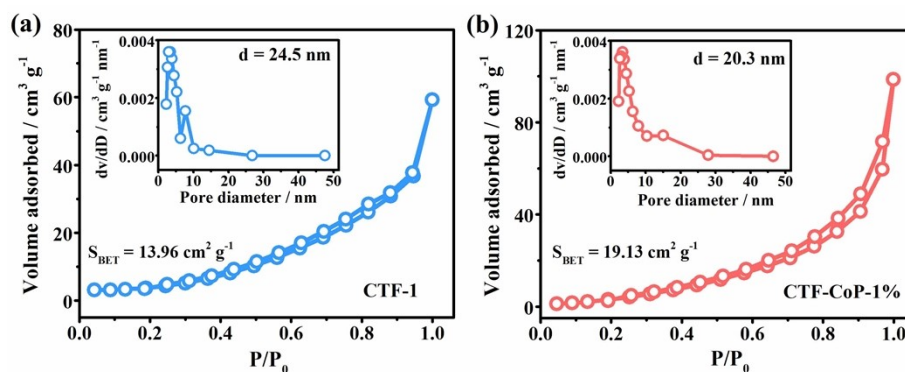 (a)
Volume adsorbed / cm³ g⁻¹
80
60
40
20
0
0.0 0.2 0.4 0.6 0.8 1.0
P/P₀
dv/dD / cm³ g⁻¹ nm⁻¹
0.004
0.002
0.000
0 10 20 30 40 50
Pore diameter / nm
d = 24.5 nm
S_BET = 13.96 cm² g⁻¹
CTF-1
(b)
Volume adsorbed / cm³ g⁻¹
120
80
40
0
0.0 0.2 0.4 0.6 0.8 1.0
P/P₀
dv/dD / cm³ g⁻¹ nm⁻¹
0.004
0.002
0.000
0 10 20 30 40 50
Pore diameter / nm
d = 20.3 nm
S_BET = 19.13 cm² g⁻¹
CTF-CoP-1%